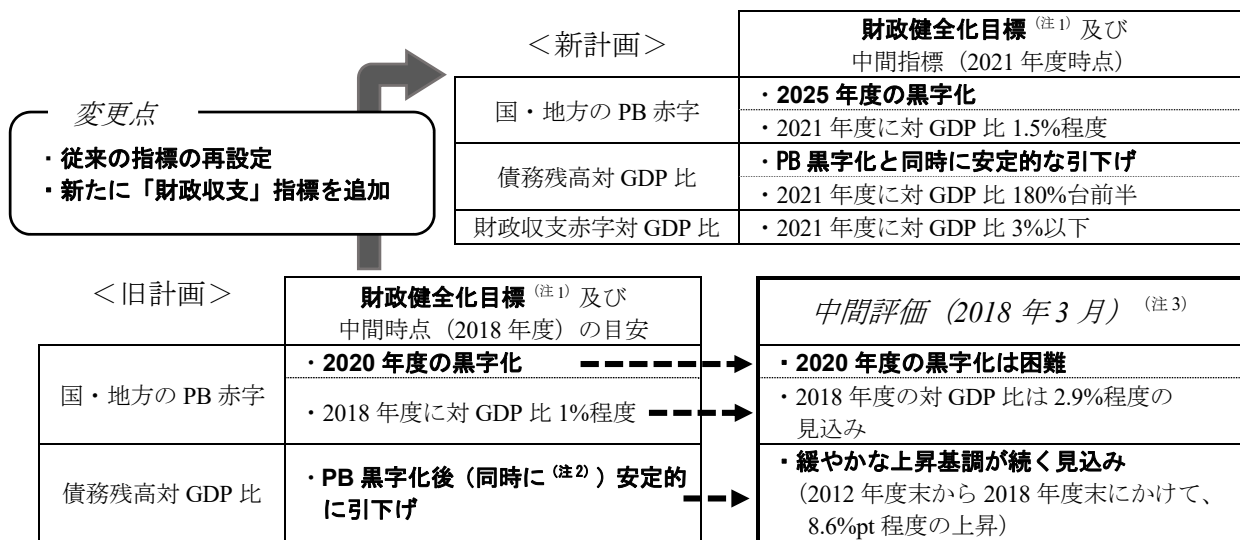 ＜新計画＞
財政健全化目標（注1）及び
中間指標（2021 年度時点）
国・地方の PB 赤字
・2025 年度の黒字化
・2021 年度に対 GDP 比 1.5%程度
債務残高対 GDP 比
・PB 黒字化と同時に安定的な引下げ
・2021 年度に対 GDP 比 180%台前半
財政収支赤字対 GDP 比
・2021 年度に対 GDP 比 3%以下
変更点
・従来の指標の再設定
・新たに「財政収支」指標を追加
＜旧計画＞
財政健全化目標（注1）及び
中間時点（2018 年度）の目安
中間評価（2018 年 3 月）（注3）
国・地方の PB 赤字
・2020 年度の黒字化
・2020 年度の黒字化は困難
・2018 年度に対 GDP 比 1%程度
・2018 年度の対 GDP 比は 2.9%程度の
見込み
債務残高対 GDP 比
・PB 黒字化後（同時に（注2））安定的
に引下げ
・緩やかな上昇基調が続く見込み
（2012 年度末から 2018 年度末にかけて、
8.6%pt 程度の上昇）